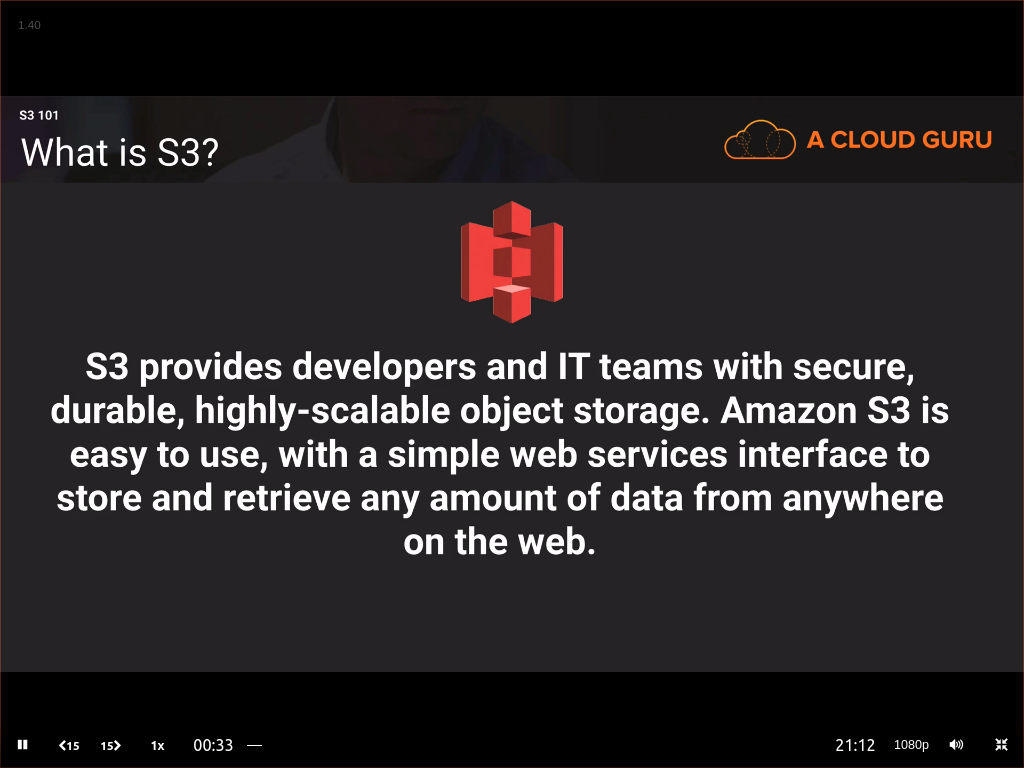 1.40
S3 101
What is S3?
A CLOUD GURU
S3 provides developers and IT teams with secure,
durable, highly-scalable object storage. Amazon S3 is
easy to use, with a simple web services interface to
store and retrieve any amount of data from anywhere
on the web.
15 15 1x 00:33 21:12 1080p